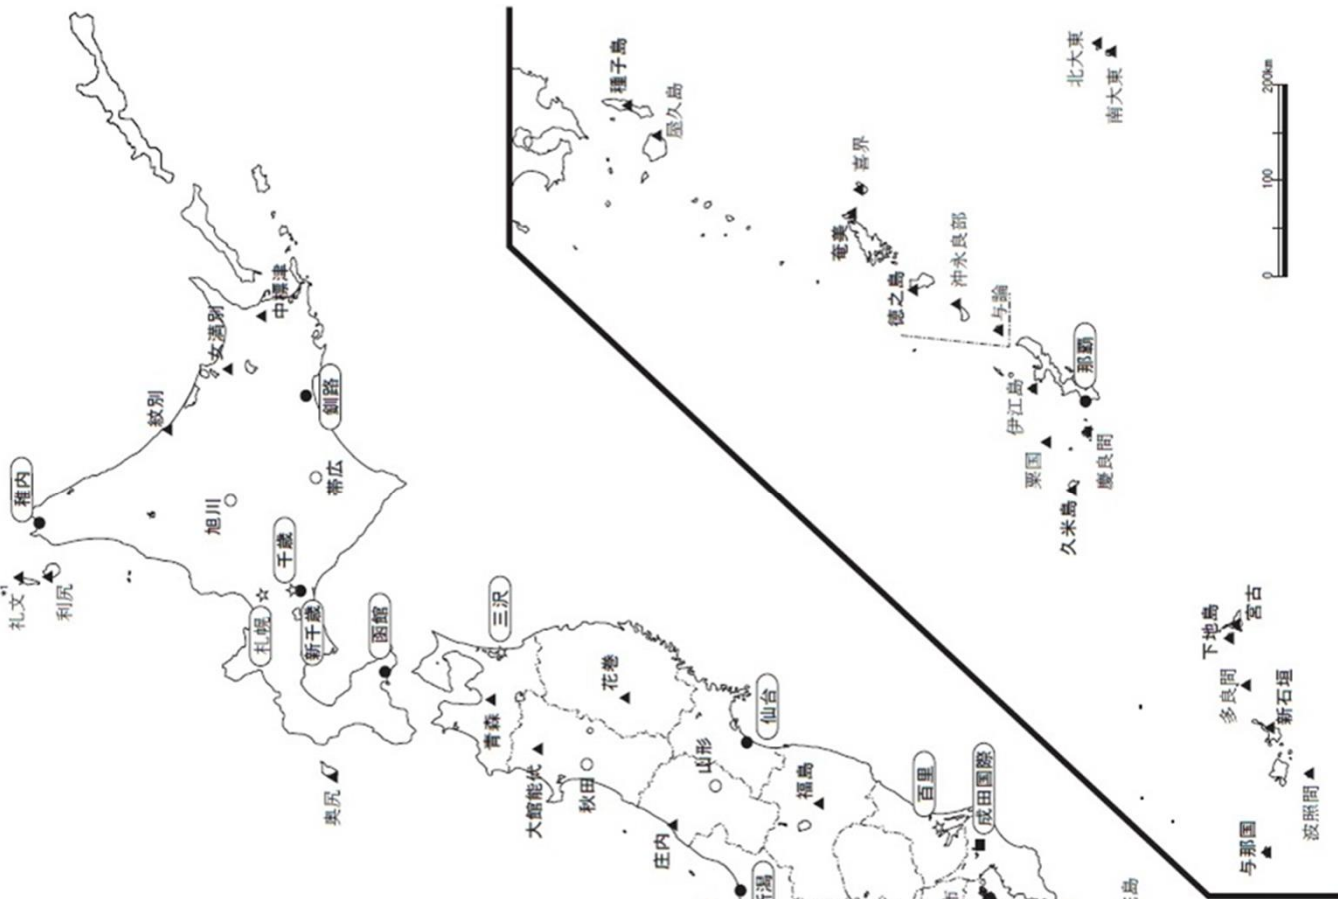 稚内
礼文
利尻
紋別
女満別
中標津
旭川
帯広
釧路
千歳
札幌
新千歳
函館
奥尻
三沢
青森
大館能代
秋田
花巻
山形
仙台
庄内
福島
百里
成田国際
種子島
屋久島
喜界
奄美
徳之島
沖永良部
与論
伊江島
那覇
粟国
慶良間
久米島
北大東
南大東
0
100
200km
下地島
宮古
多良間
新石垣
波照間
与那国